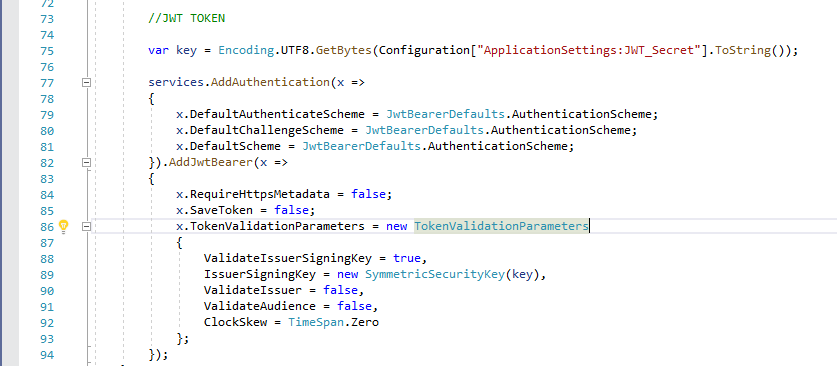 72
73 //JWT TOKEN
74
75 var key = Encoding.UTF8.GetBytes(Configuration["ApplicationSettings:JWT_Secret"].ToString());
76
77 services.AddAuthentication(x =>
78 {
79 x.DefaultAuthenticateScheme = JwtBearerDefaults.AuthenticationScheme;
80 x.DefaultChallengeScheme = JwtBearerDefaults.AuthenticationScheme;
81 x.DefaultScheme = JwtBearerDefaults.AuthenticationScheme;
82 }).AddJwtBearer(x =>
83 {
84 x.RequireHttpsMetadata = false;
85 x.SaveToken = false;
86 x.TokenValidationParameters = new TokenValidationParameters
87 {
88 ValidateIssuerSigningKey = true,
89 IssuerSigningKey = new SymmetricSecurityKey(key),
90 ValidateIssuer = false,
91 ValidateAudience = false,
92 ClockSkew = TimeSpan.Zero
93 };
94 });